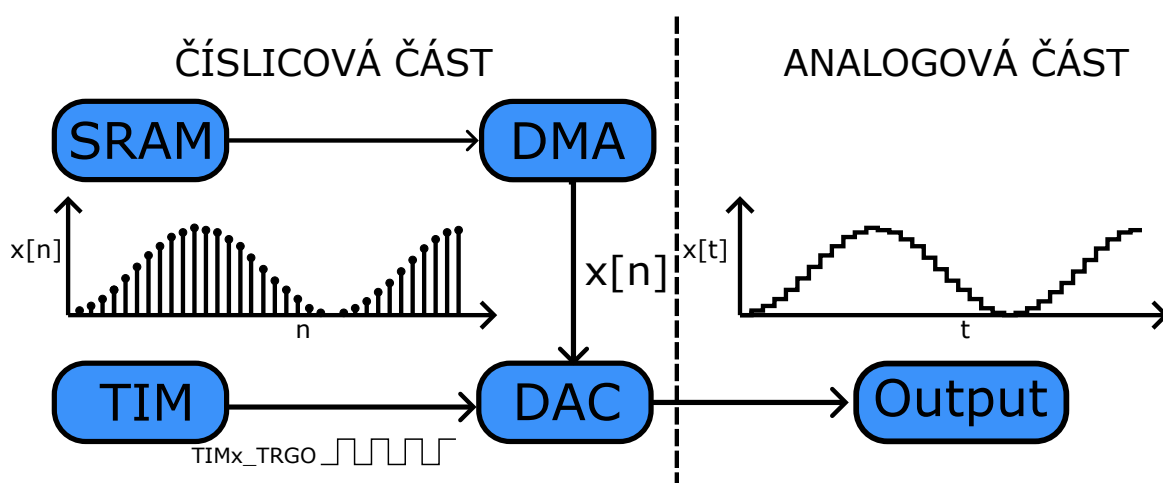 ČÍSLICOVÁ ČÁST
ANALOGOVÁ ČÁST
SRAM
DMA
x[n]
n
x[n]
x[t]
t
TIM
DAC
Output
TIMx_TRGO